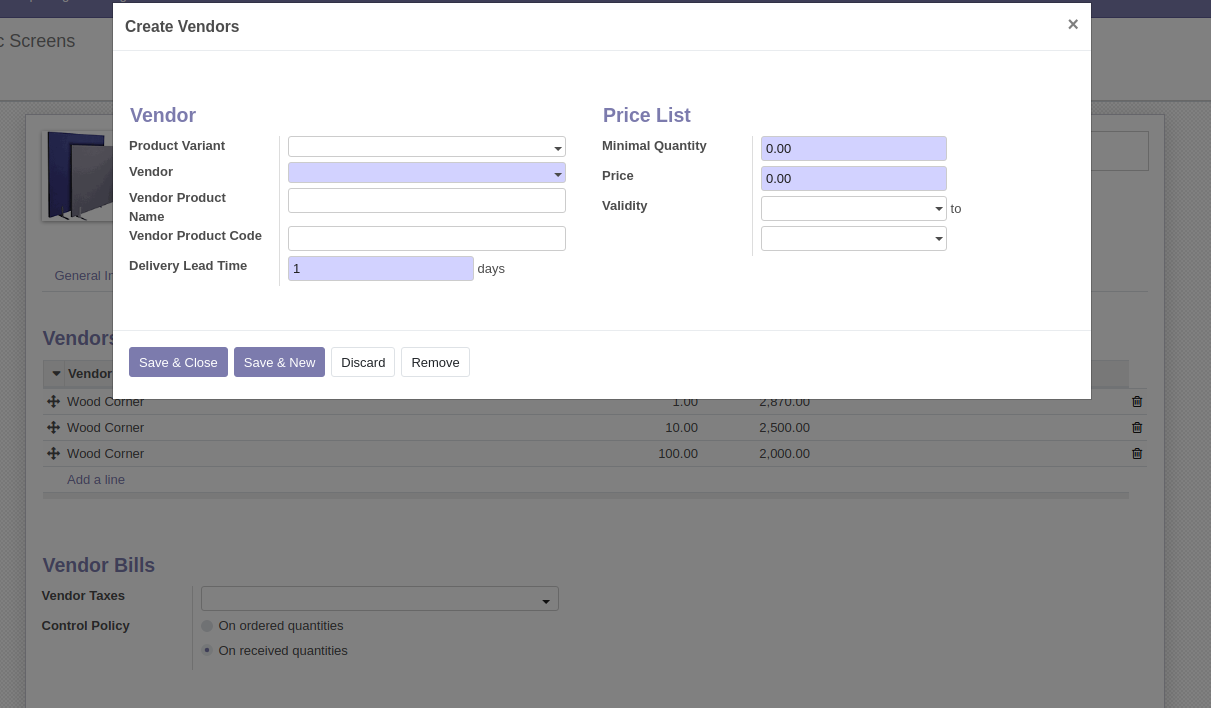 Create Vendors ×
c Screens
Vendor
Price List
Product Variant
Minimal Quantity 0.00
Vendor
Price 0.00
Vendor Product
Name
Validity to
Vendor Product Code
Delivery Lead Time 1 days
General In
Vendors
Save & Close Save & New Discard Remove
Vendor
Wood Corner 1.00 2,870.00
Wood Corner 10.00 2,500.00
Wood Corner 100.00 2,000.00
Add a line
Vendor Bills
Vendor Taxes
Control Policy On ordered quantities
On received quantities